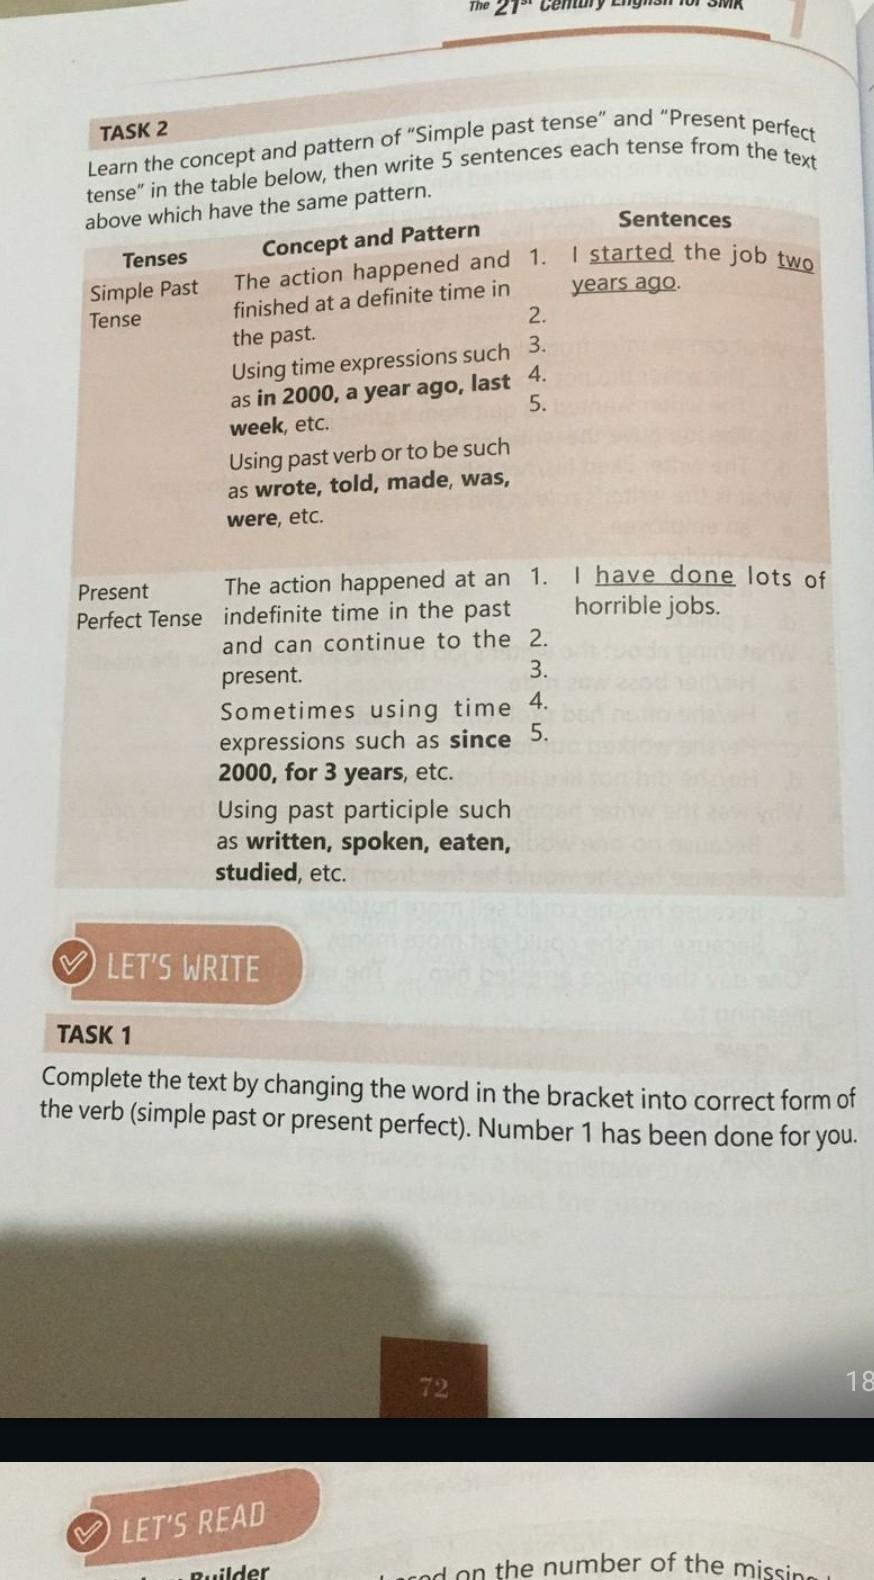 The 21st Century English for SMK
TASK 2
Learn the concept and pattern of "Simple past tense" and "Present perfect
tense" in the table below, then write 5 sentences each tense from the text
above which have the same pattern.
Tenses
Concept and Pattern
Sentences
Simple Past
Tense
The action happened and
finished at a definite time in
the past.
Using time expressions such
as in 2000, a year ago, last
week, etc.
Using past verb or to be such
as wrote, told, made, was,
were, etc.
1. I started the job two
years ago.
2.
3.
4.
5.
Present
Perfect Tense
The action happened at an
indefinite time in the past
and can continue to the
present.
Sometimes using time
expressions such as since
2000, for 3 years, etc.
Using past participle such
as written, spoken, eaten,
studied, etc.
1. I have done lots of
horrible jobs.
2.
3.
4.
5.
LET'S WRITE
TASK 1
Complete the text by changing the word in the bracket into correct form of
the verb (simple past or present perfect). Number 1 has been done for you.
72
18
LET'S READ
Builder
on the number of the missing